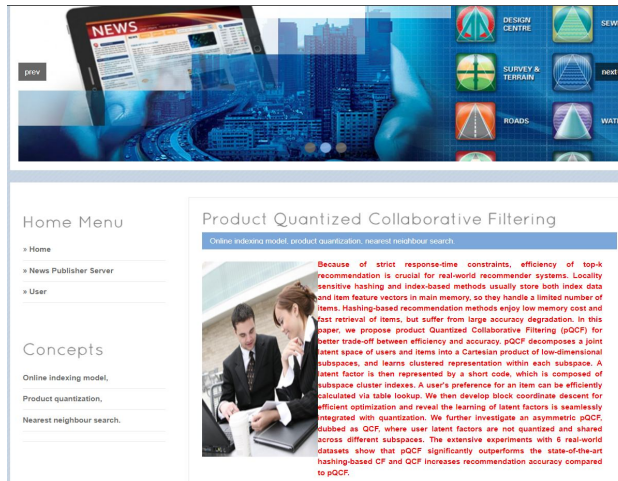 NEWS
DESIGN
CENTRE
SEW
prev
SURVEY &
TERRAIN
next
ROADS
WAT
Home Menu
» Home
» News Publisher Server
» User
Concepts
Online indexing model,
Product quantization,
Nearest neighbour search.
Product Quantized Collaborative Filtering
Online indexing model, product quantization, nearest neighbour search.
Because of strict response-time constraints, efficiency of top-k
recommendation is crucial for real-world recommender systems. Locality
sensitive hashing and index-based methods usually store both index data
and item feature vectors in main memory, so they handle a limited number of
items. Hashing-based recommendation methods enjoy low memory cost and
fast retrieval of items, but suffer from large accuracy degradation. In this
paper, we propose product Quantized Collaborative Filtering (pQCF) for
better trade-off between efficiency and accuracy. pQCF decomposes a joint
latent space of users and items into a Cartesian product of low-dimensional
subspaces, and learns clustered representation within each subspace. A
latent factor is then represented by a short code, which is composed of
subspace cluster indexes. A user's preference for an item can be efficiently
calculated via table lookup. We then develop block coordinate descent for
efficient optimization and reveal the learning of latent factors is seamlessly
integrated with quantization. We further investigate an asymmetric pQCF,
dubbed as QCF, where user latent factors are not quantized and shared
across different subspaces. The extensive experiments with 6 real-world
datasets show that pQCF significantly outperforms the state-of-the-art
hashing-based CF and QCF increases recommendation accuracy compared
to pQCF.